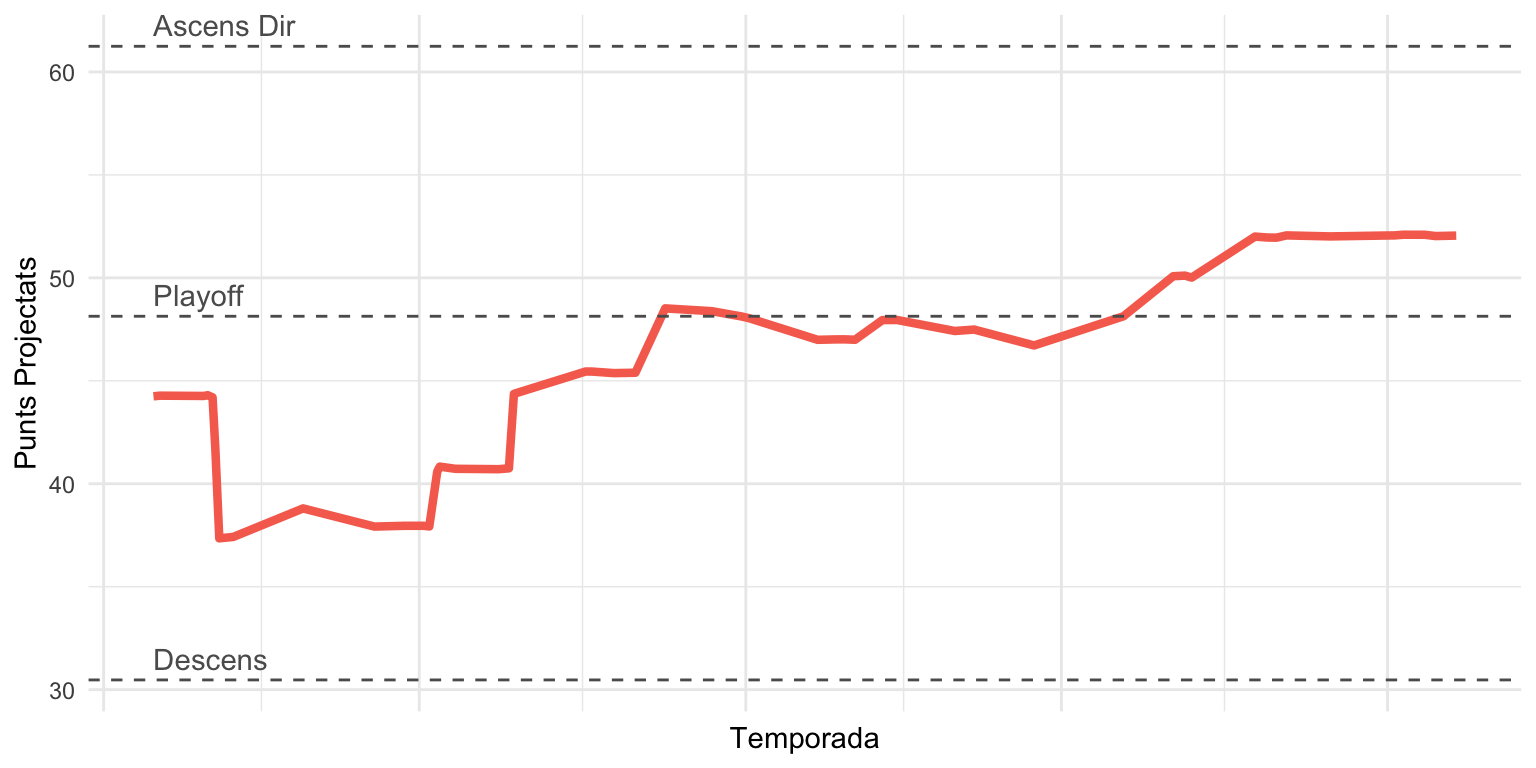 Ascens Dir
60
50
Playoff
Punts Projectats
40
Descens
30
Temporada